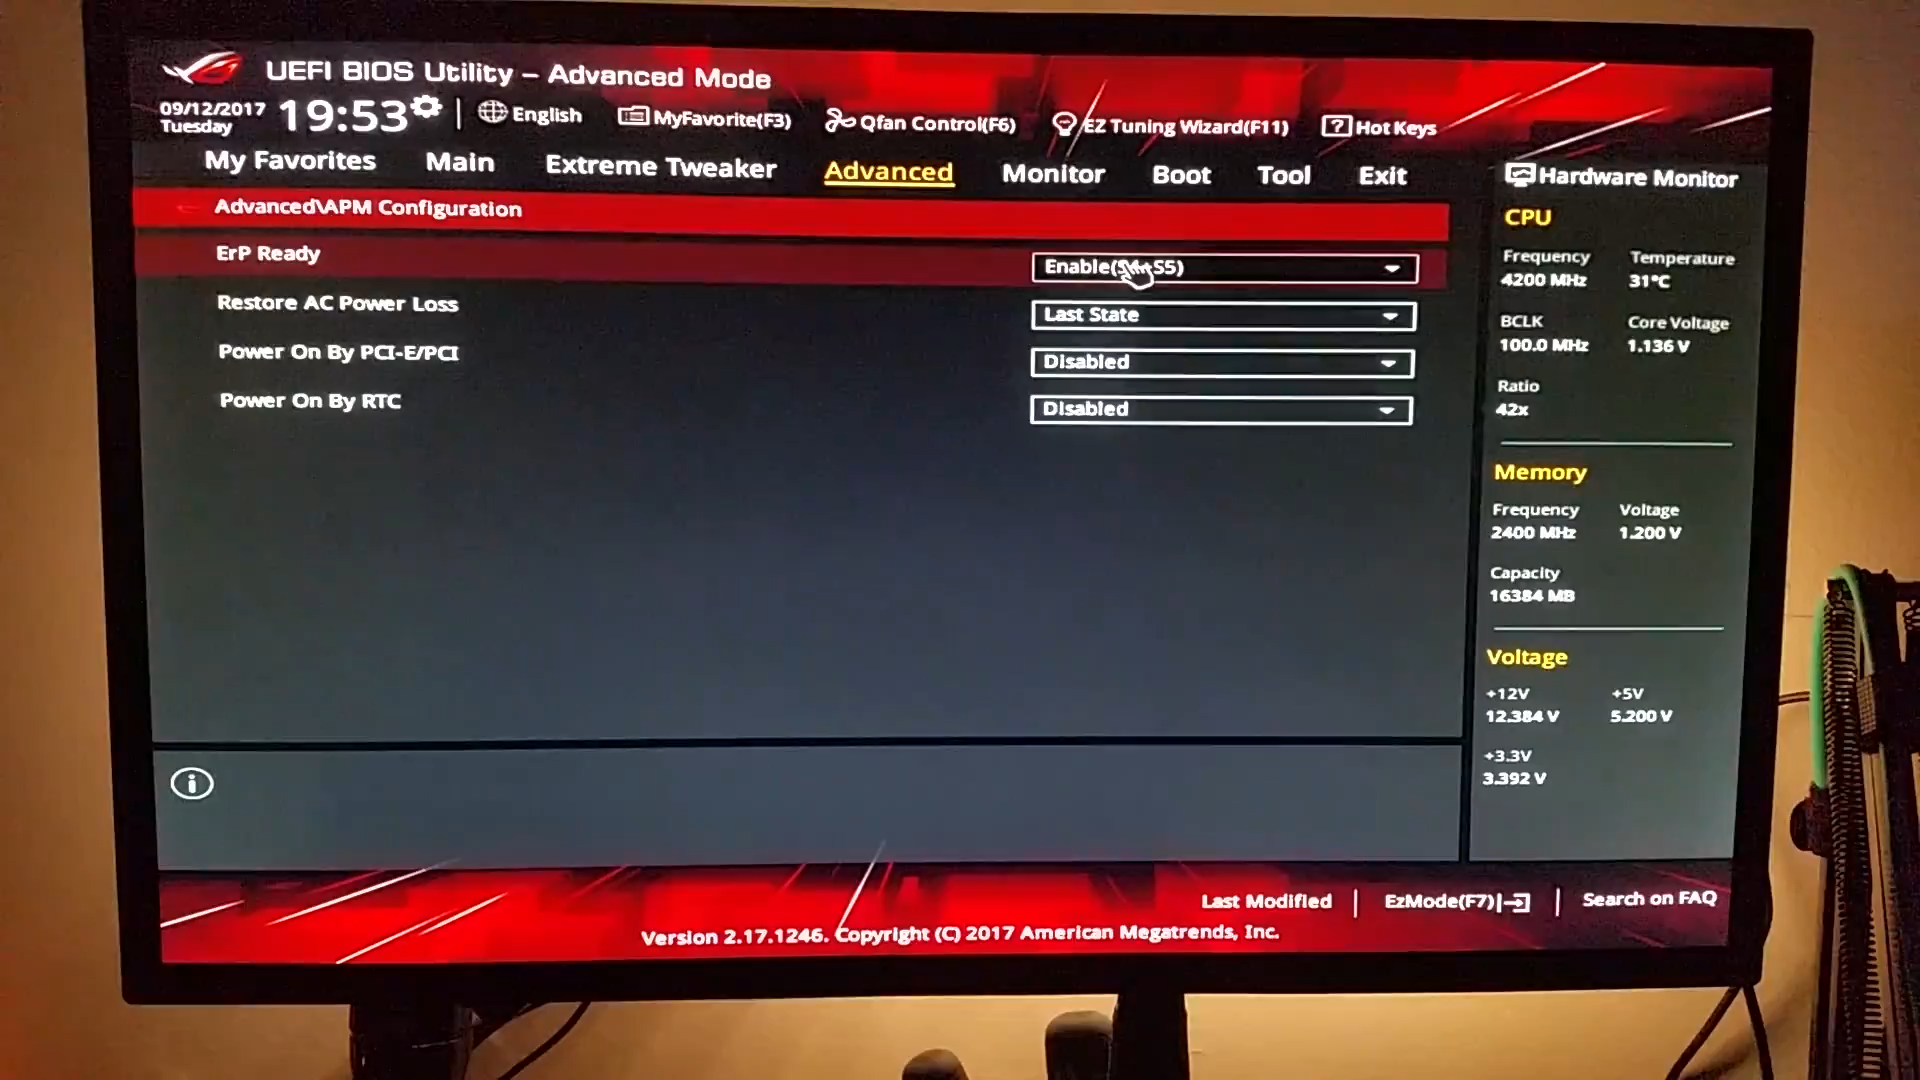 UEFI BIOS Utility – Advanced Mode
09/12/2017
Tuesday
19:53
English
MyFavorite(F3)
Qfan Control(F6)
EZ Tuning Wizard(F11)
? Hot Keys
My Favorites
Main
Extreme Tweaker
Advanced
Monitor
Boot
Tool
Exit
Advanced\APM Configuration
ErP Ready
Enable(S4+S5)
Restore AC Power Loss
Last State
Power On By PCI-E/PCI
Disabled
Power On By RTC
Disabled
Hardware Monitor
CPU
Frequency Temperature
4200 MHz 31°C
BCLK Core Voltage
100.0 MHz 1.136 V
Ratio
42x
Memory
Frequency Voltage
2400 MHz 1.200 V
Capacity
16384 MB
Voltage
+12V +5V
12.384 V 5.200 V
+3.3V
3.392 V
i
Last Modified
EzMode(F7)
Search on FAQ
Version 2.17.1246. Copyright (C) 2017 American Megatrends, Inc.